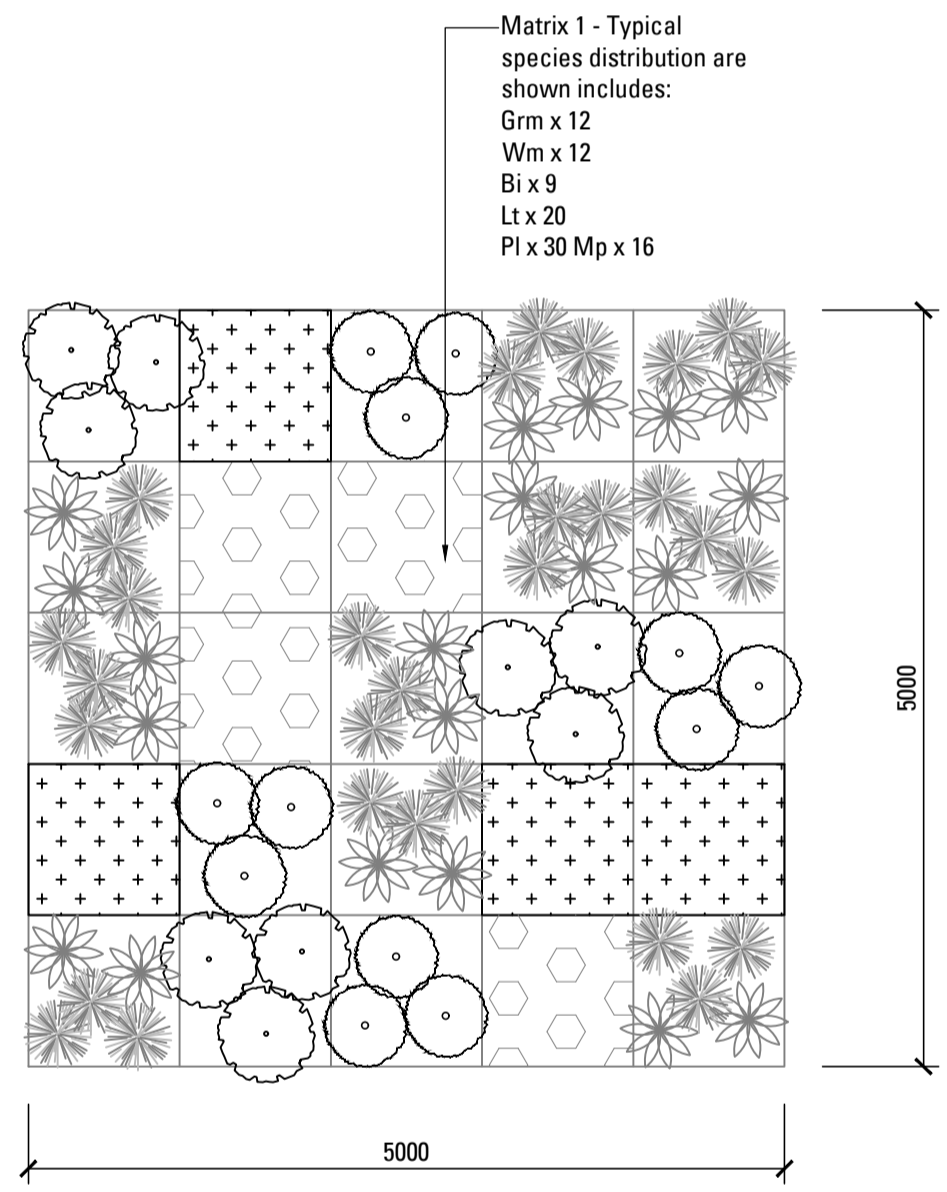 Matrix 1 - Typical
species distribution are
shown includes:
Grm x 12
Wm x 12
Bi x 9
Lt x 20
Pl x 30 Mp x 16
5000
5000